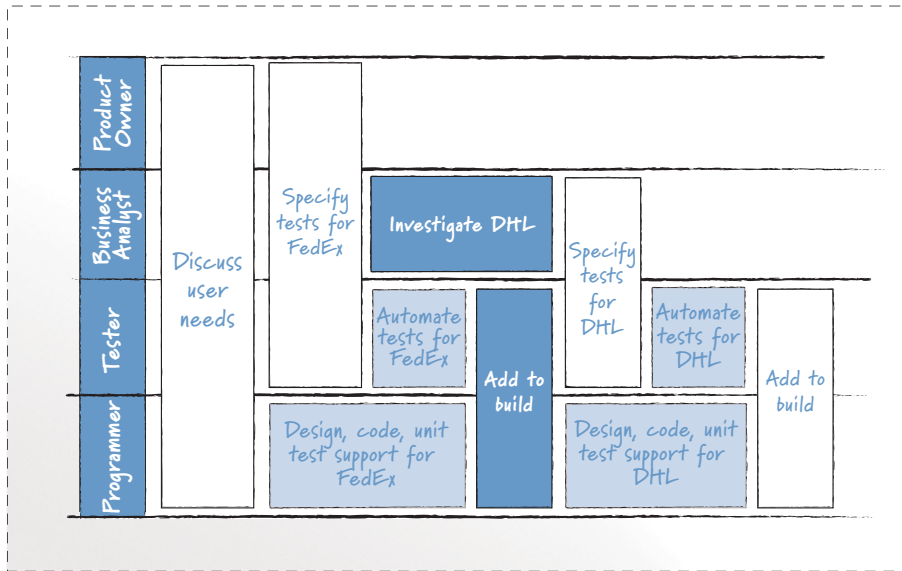 Product
Owner
Business
Analyst
Tester
Programmer
Discuss
user
needs
Specify
tests for
FedEx
Investigate DHL
Automate
tests for
FedEx
Add to
build
Design, code, unit
test support for
FedEx
Specify
tests
for
DHL
Automate
tests for
DHL
Add to
build
Design, code, unit
test support for
DHL